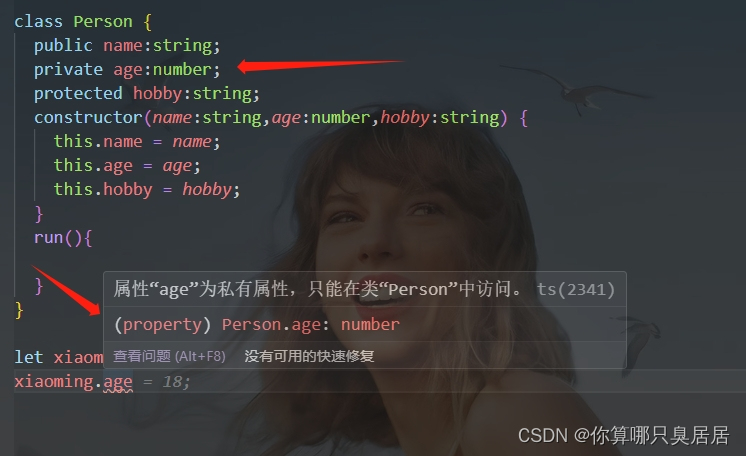 class Person {
public name:string;
private age:number;
protected hobby:string;
constructor(name:string,age:number,hobby:string) {
this.name = name;
this.age = age;
this.hobby = hobby;
}
run(){
}
}
属性“age”为私有属性，只能在类“Person”中访问。 ts(2341)
(property) Person.age: number
查看问题 (Alt+F8) 没有可用的快速修复
let xiaom
xiaoming.age = 18;
CSDN @你算哪只臭居居